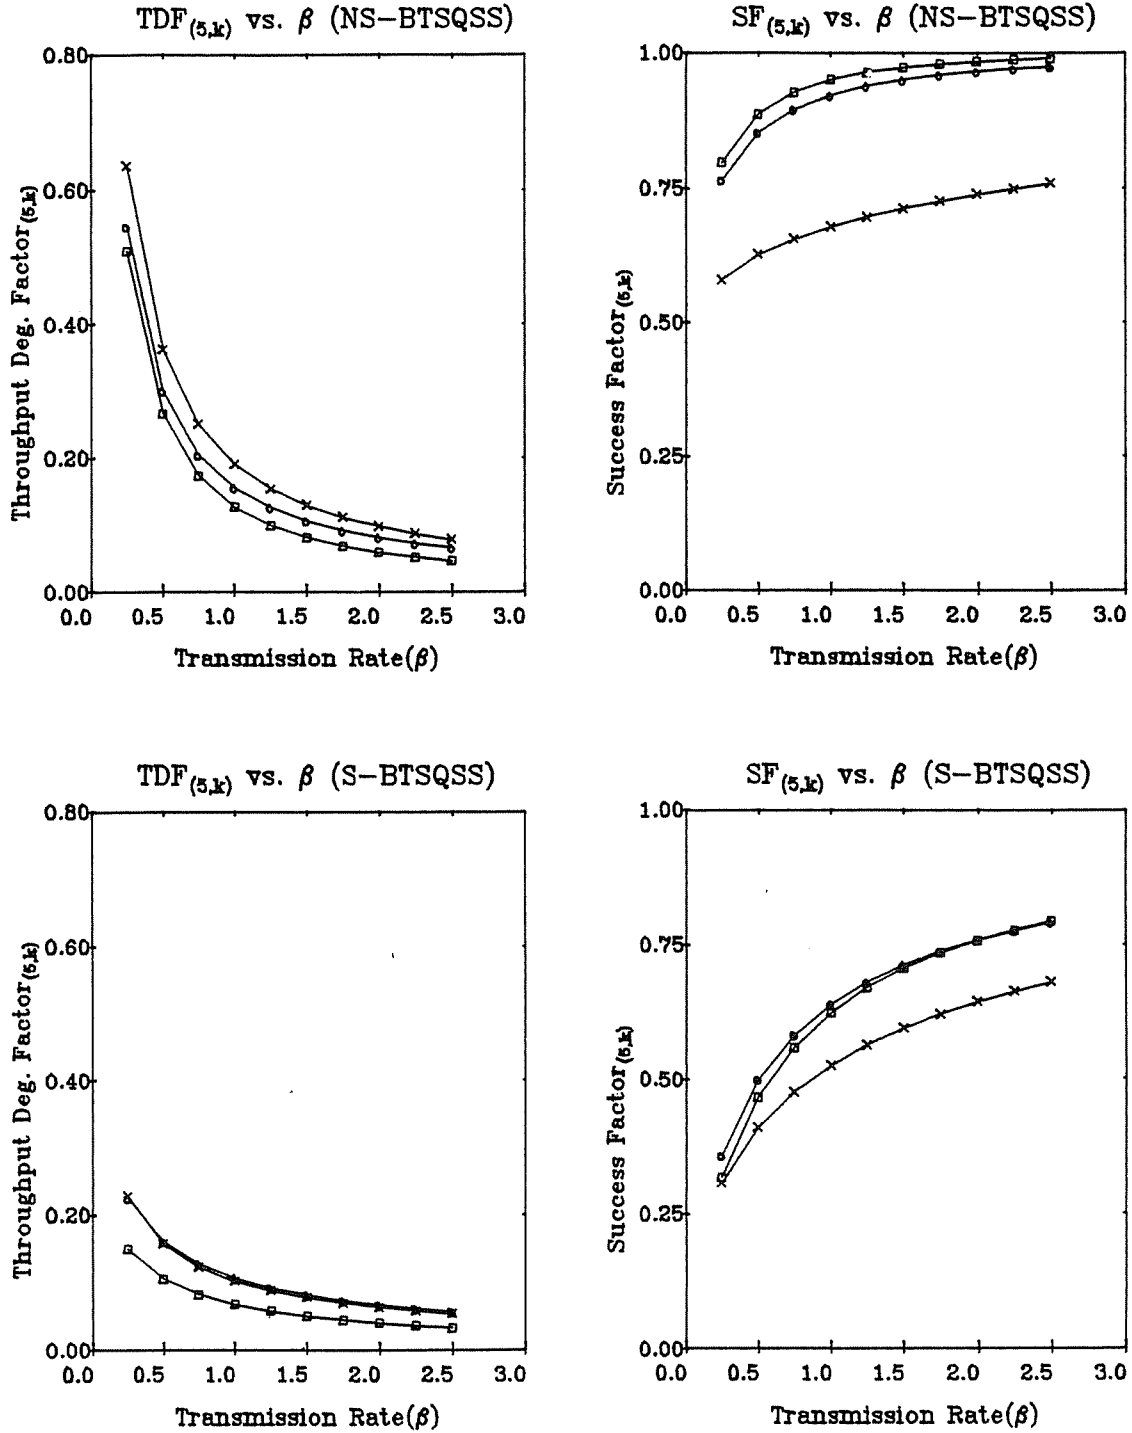 TDF(5,k) vs. β (NS-BTSQSS)
0.80
0.60
0.40
0.20
0.00
Throughput Deg. Factor(5,k)
0.0 0.5 1.0 1.5 2.0 2.5 3.0
Transmission Rate(β)
SF(5,k) vs. β (NS-BTSQSS)
1.00
0.75
0.50
0.25
0.00
Success Factor(5,k)
0.0 0.5 1.0 1.5 2.0 2.5 3.0
Transmission Rate(β)
TDF(5,k) vs. β (S-BTSQSS)
0.80
0.60
0.40
0.20
0.00
Throughput Deg. Factor(5,k)
0.0 0.5 1.0 1.5 2.0 2.5 3.0
Transmission Rate(β)
SF(5,k) vs. β (S-BTSQSS)
1.00
0.75
0.50
0.25
0.00
Success Factor(5,k)
0.0 0.5 1.0 1.5 2.0 2.5 3.0
Transmission Rate(β)